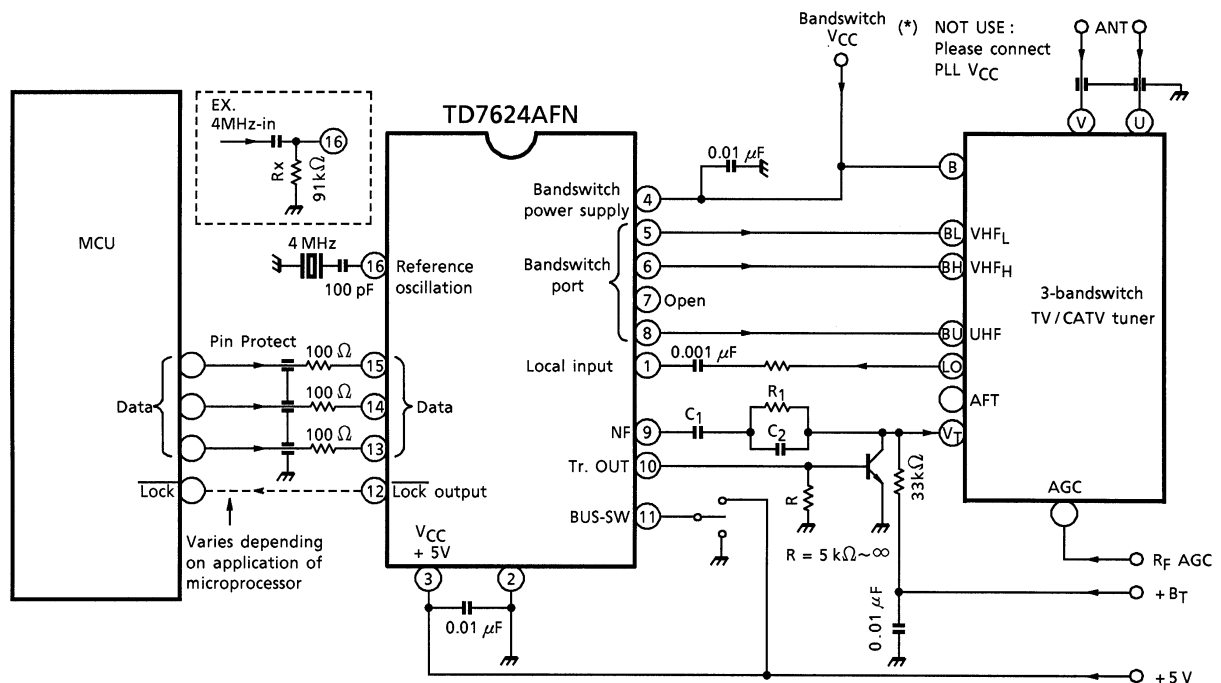 Bandswitch
VCC
(*) NOT USE :
Please connect
PLL VCC
ANT
V
U
EX.
4MHz-in
16
Rx
91kΩ
TD7624AFN
0.01 μF
MCU
4 MHz
100 pF
16
Reference
oscillation
Bandswitch
power supply
4
B
Bandswitch
port
5
BL
VHFL
6
BH
VHFH
7
Open
8
BU
UHF
3-bandswitch
TV / CATV tuner
Local input
1
0.001 μF
LO
AFT
Pin Protect
100 Ω
15
100 Ω
14
100 Ω
13
Data
Data
NF
9
C1
R1
C2
VT
Tr. OUT
10
R
33kΩ
R = 5 kΩ~∞
Lock
12
Lock output
BUS-SW
11
AGC
Varies depending
on application of
microprocessor
VCC
+ 5V
3
2
0.01 μF
0.01 μF
RF AGC
+BT
+5 V